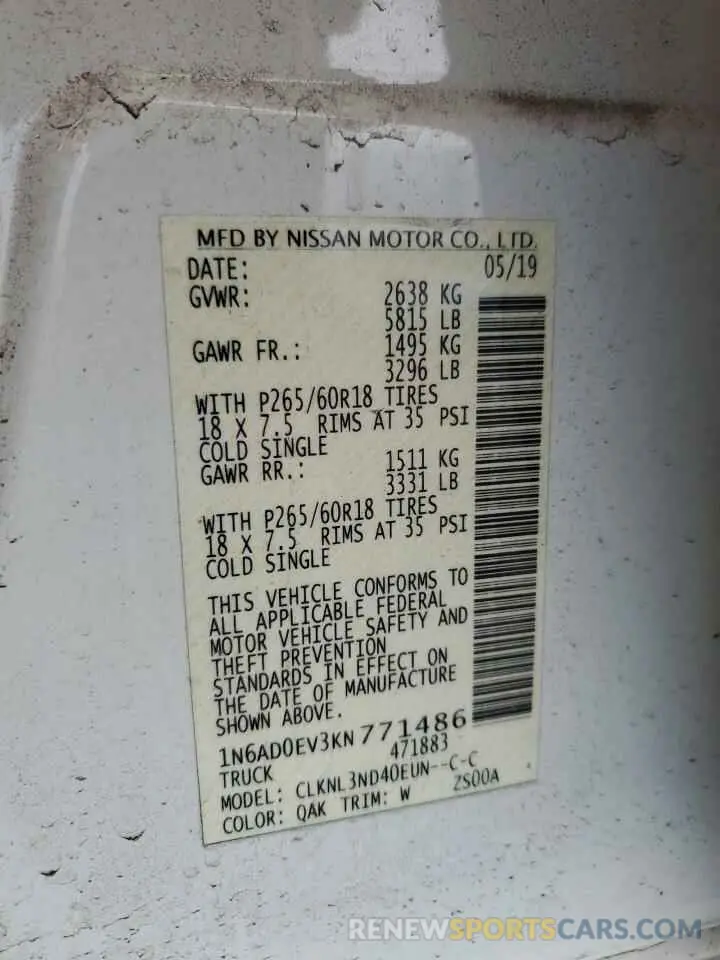 MFD BY NISSAN MOTOR CO., LTD.
DATE: 05/19
GVWR: 2638 KG
5815 LB
GAWR FR.: 1495 KG
3296 LB
WITH P265/60R18 TIRES
18 X 7.5 RIMS AT 35 PSI
COLD SINGLE
GAWR RR.: 1511 KG
3331 LB
WITH P265/60R18 TIRES
18 X 7.5 RIMS AT 35 PSI
COLD SINGLE
THIS VEHICLE CONFORMS TO
ALL APPLICABLE FEDERAL
MOTOR VEHICLE SAFETY AND
THEFT PREVENTION
STANDARDS IN EFFECT ON
THE DATE OF MANUFACTURE
SHOWN ABOVE.
1N6AD0EV3KN771486
TRUCK 471883
MODEL: CLKNL3ND40EUN--C-C
COLOR: QAK TRIM: W 2S00A
RENEWSPORTSCARS.COM